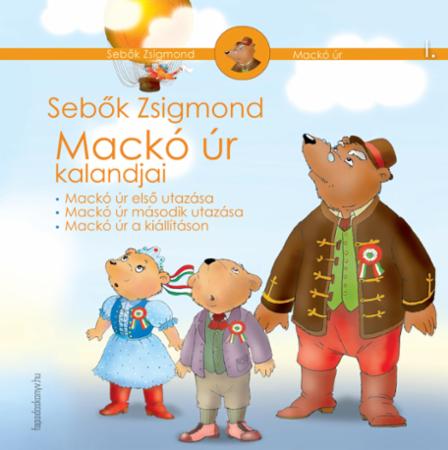 Sebők Zsigmond
Mackó úr
I.
Sebők Zsigmond
Mackó úr
kalandjai
• Mackó úr első utazása
• Mackó úr második utazása
• Mackó úr a kiállításon
fapadoskonyv.hu